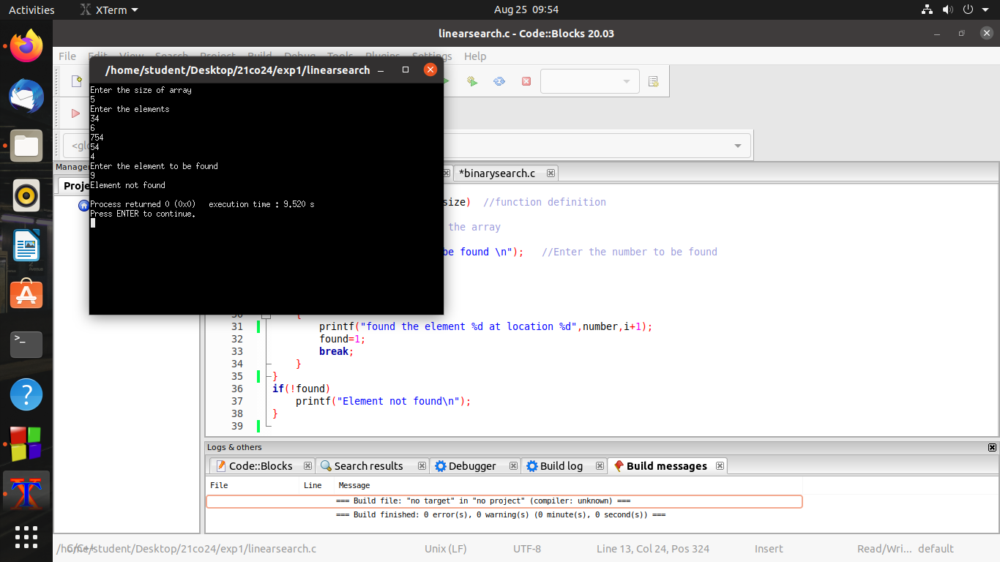 Activities
XTerm
Aug 25 09:54
linearsearch.c - Code::Blocks 20.03
File Edit View Search Project Build Debug Tools Plugins Settings Help
/home/student/Desktop/21co24/exp1/linearsearch
Enter the size of array
5
Enter the elements
34
6
754
54
4
Enter the element to be found
9
Element not found
Process returned 0 (0x0) execution time : 9.520 s
Press ENTER to continue.
<glo
Manage
*binarysearch.c
Proje
size) //function definition
the array
be found \n"); //Enter the number to be found
30 {
31 printf("found the element %d at location %d",number,i+1);
32 found=1;
33 break;
34 }
35 }
36 if(!found)
37 printf("Element not found\n");
38 }
39
Logs & others
Code::Blocks Search results Debugger Build log Build messages
File Line Message
=== Build file: "no target" in "no project" (compiler: unknown) ===
=== Build finished: 0 error(s), 0 warning(s) (0 minute(s), 0 second(s)) ===
/home/student/Desktop/21co24/exp1/linearsearch.c C/C++ Unix (LF) UTF-8 Line 13, Col 24, Pos 324 Insert Read/Wri... default